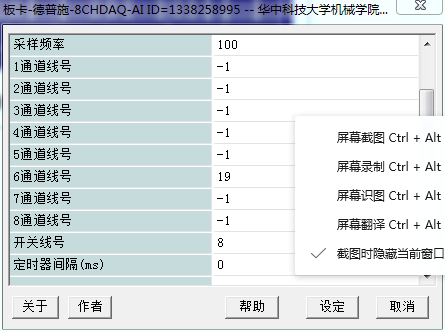 板卡-德普施-8CHDAQ-AI ID=1338258995 -- 华中科技大学机械学院...
采样频率 100
1通道线号 -1
2通道线号 -1
3通道线号 -1
4通道线号 -1
5通道线号 -1
6通道线号 19
7通道线号 -1
8通道线号 -1
开关线号 8
定时器间隔(ms) 0
屏幕截图 Ctrl + Alt
屏幕录制 Ctrl + Alt
屏幕识图 Ctrl + Alt
屏幕翻译 Ctrl + Alt
截图时隐藏当前窗口
关于 作者 帮助 设定 取消